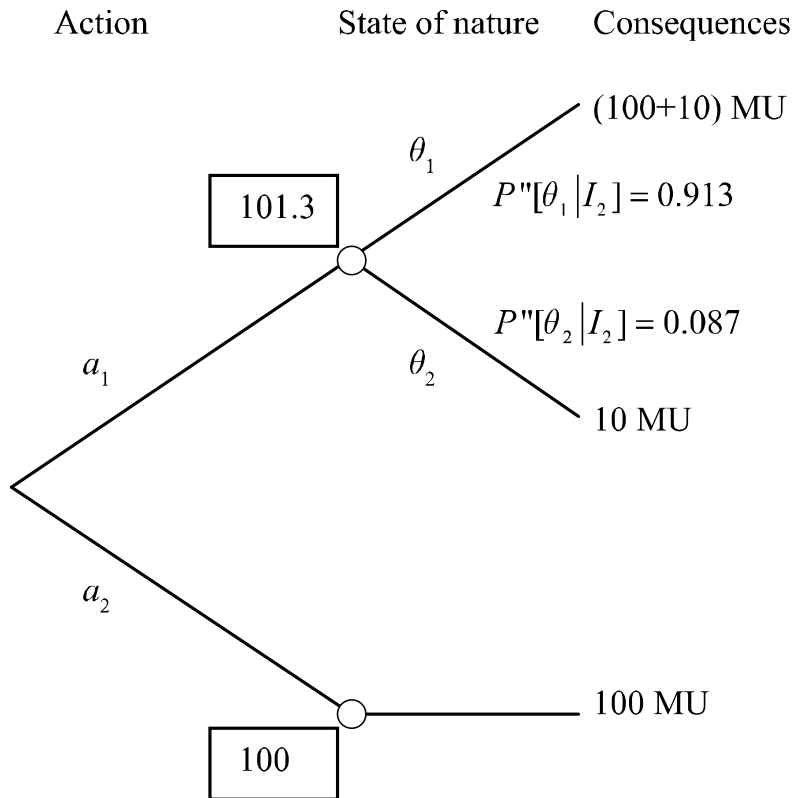 Action State of nature Consequences
(100+10) MU
θ₁
P"[θ₁|I₂] = 0.913
101.3
P"[θ₂|I₂] = 0.087
a₁
θ₂
10 MU
a₂
100 MU
100